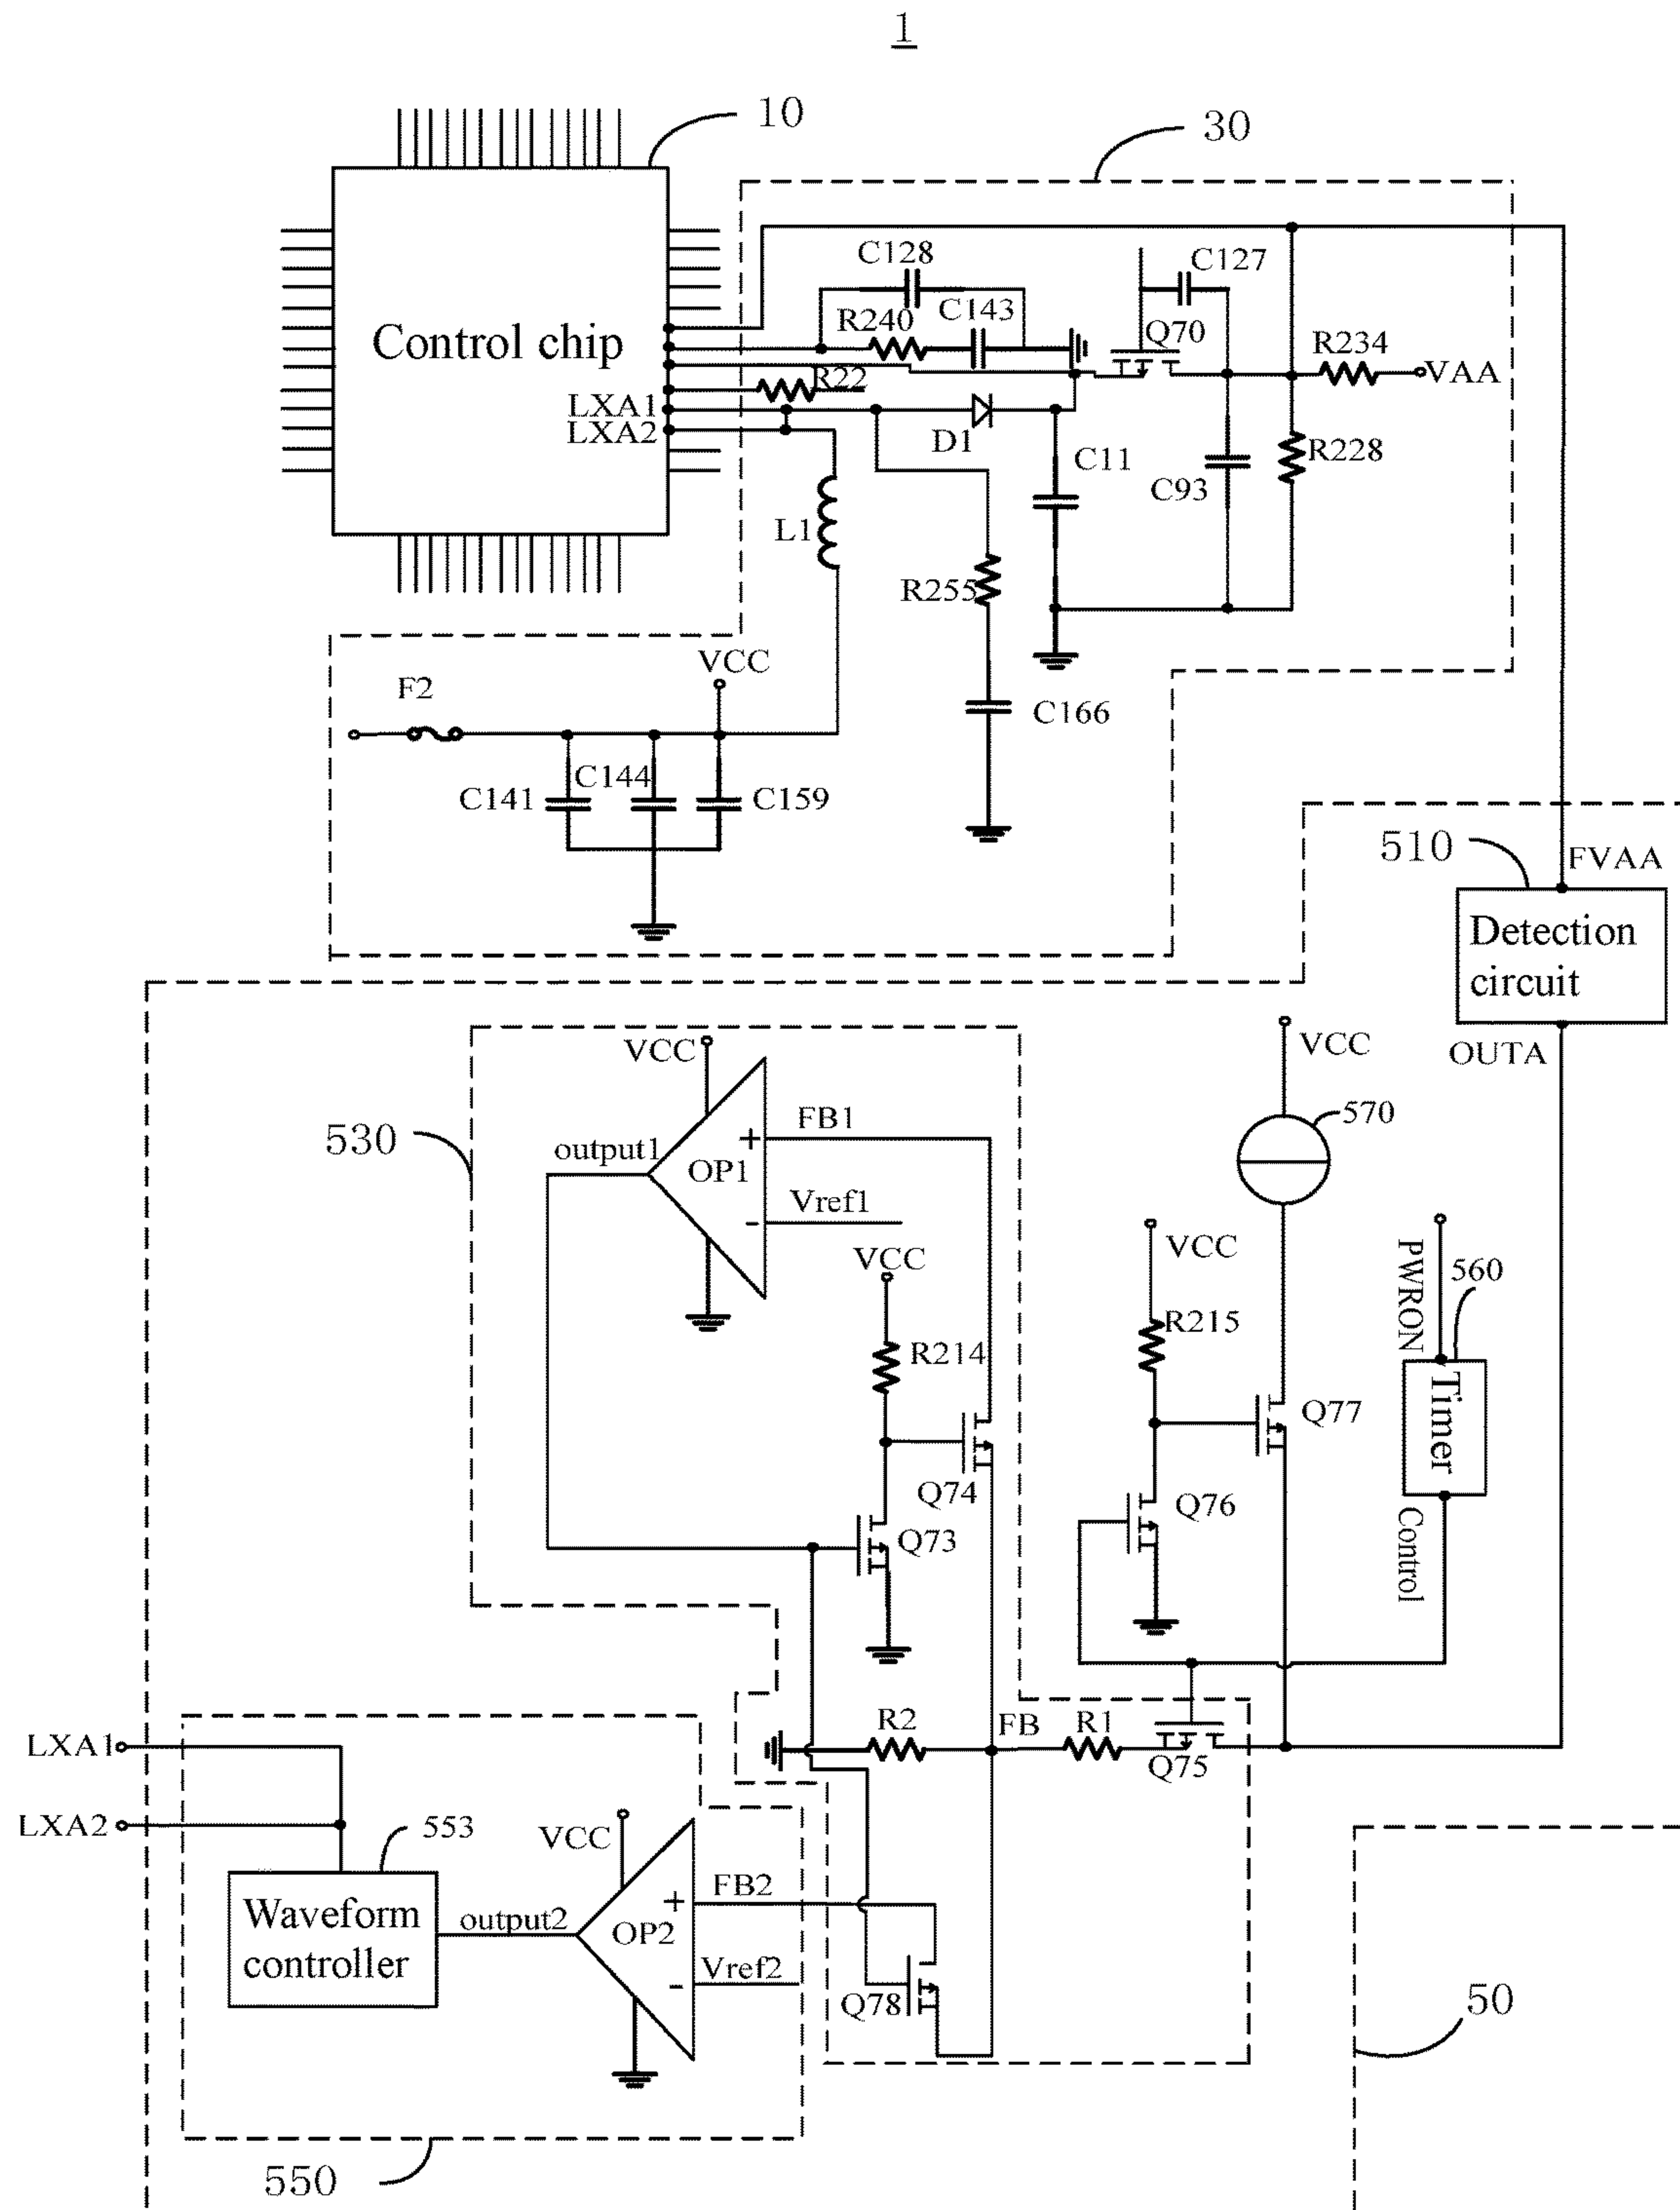 1
10
30
C128
C127
C143
R240
Q70
Control chip
R234
VAA
R22
LXA1
LXA2
D1
C11
R228
C93
L1
R255
VCC
F2
C166
C144
C141
C159
510
FVAA
Detection
circuit
OUTA
VCC
VCC
570
530
FB1
output1
+
OP1
Vref1
-
VCC
VCC
PWRON
560
R215
R214
Timer
Q77
Q74
Q76
Q73
Control
R2
FB
R1
Q75
LXA1
LXA2
553
VCC
FB2
+
Waveform
controller
output2
OP2
Vref2
-
Q78
50
550